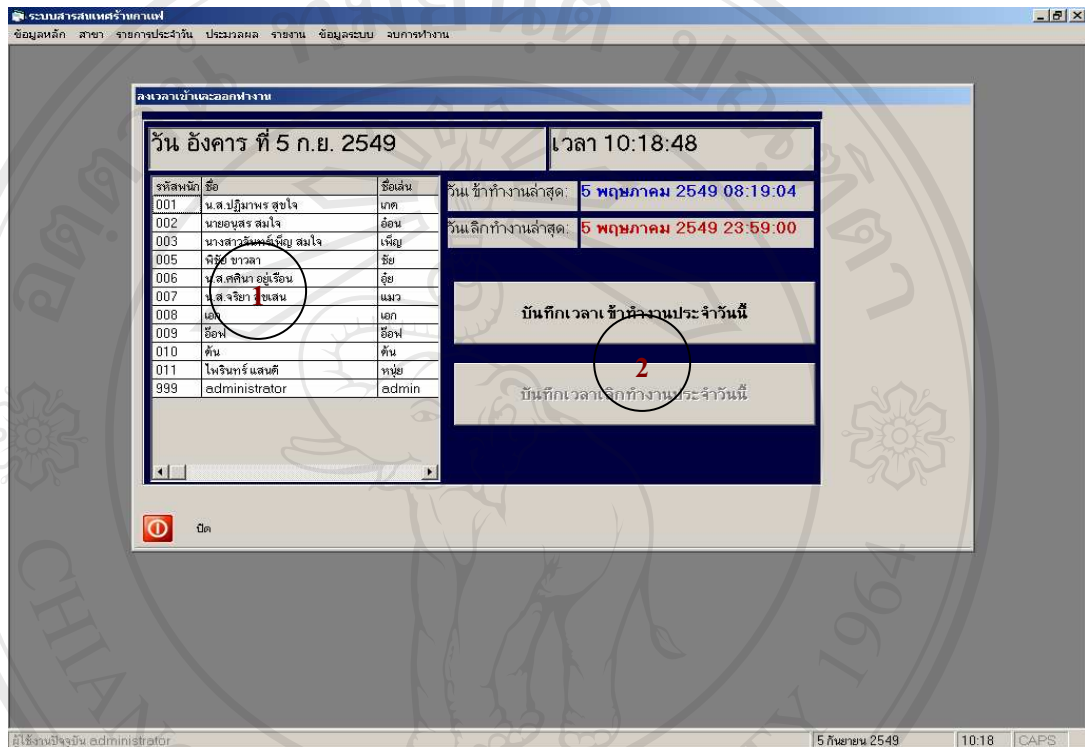 ระบบสารสนเทศร้านกาแฟ
ข้อมูลหลัก สาขา รายการประจำวัน ประมวลผล รายงาน ข้อมูลระบบ จบการทำงาน
ลงเวลาเข้าและออกทำงาน
วัน อังคาร ที่ 5 ก.ย. 2549 เวลา 10:18:48
รหัสพนัก ชื่อ ชื่อเล่น
001 น.ส.ปฏิมาพร สุขใจ เกด
002 นายอนุสร สมใจ อ๋อน
003 นางสาวจันทร์เพ็ญ สมใจ เพ็ญ
005 พิชัย ขาวลา ชัย
006 น.ส.ศศินา อยู่เรือน อุ๋ย
007 น.ส.จริยา สุขเสน แมว
008 เอก เอก
009 อ๊อฟ อ๊อฟ
010 ต้น ต้น
011 ไพรินทร์ แสนดี หนุ่ย
999 administrator admin
1
วันเข้าทำงานล่าสุด: 5 พฤษภาคม 2549 08:19:04
วันเลิกทำงานล่าสุด: 5 พฤษภาคม 2549 23:59:00
บันทึกเวลาเข้าทำงานประจำวันนี้
2
บันทึกเวลาเลิกทำงานประจำวันนี้
ปิด
ผู้ใช้งานปัจจุบัน administrator 5 กันยายน 2549 10:18 CAPS